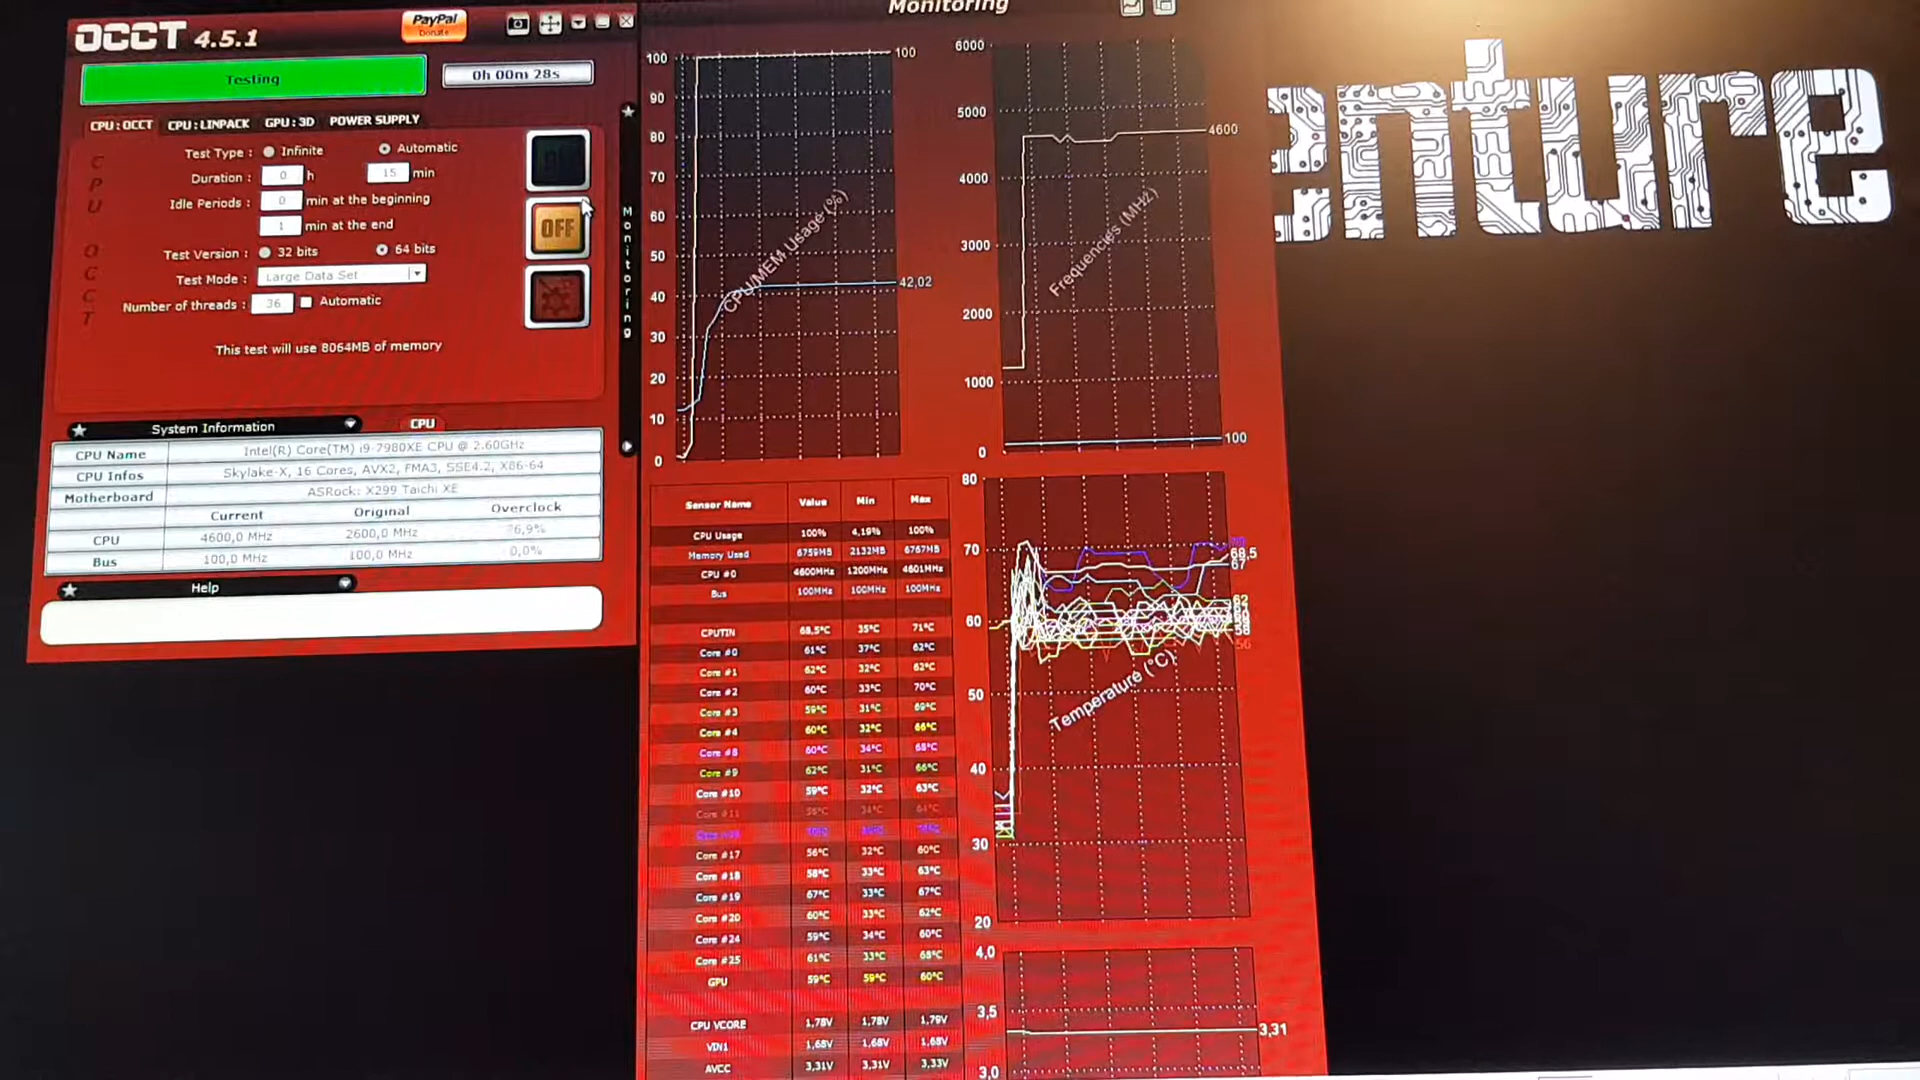 OCCT 4.5.1
PayPal
Donate
Testing
0h 00m 28s
CPU:OCCT CPU:LINPACK GPU:3D POWER SUPPLY
Test Type : Infinite Automatic
Duration : 0 h 15 min
Idle Periods : 0 min at the beginning
1 min at the end
Test Version : 32 bits 64 bits
Test Mode : Large Data Set
Number of threads : 36 Automatic
This test will use 8064MB of memory
CPU OCCT
OFF
Monitoring
System Information CPU
CPU Name Intel(R) Core(TM) i9-7980XE CPU @ 2.60GHz
CPU Infos Skylake-X, 16 Cores, AVX2, FMA3, SSE4.2, X86-64
Motherboard ASRock: X299 Taichi XE
Current Original Overclock
CPU 4600,0 MHz 2600,0 MHz 76,9%
Bus 100,0 MHz 100,0 MHz 0,0%
Help
Monitoring
100
90
80
70
60
50
40
30
20
10
0
100
42,02
CPU/MEM Usage (%)
6000
5000
4000
3000
2000
1000
0
4600
100
Frequencies (MHz)
Sensor Name Value Min Max
CPU Usage 100% 4,19% 100%
Memory Used 6759MB 2132MB 6767MB
CPU #0 4600MHz 1200MHz 4601MHz
Bus 100MHz 100MHz 100MHz
CPUTIN 68,5°C 35°C 71°C
Core #0 61°C 37°C 62°C
Core #1 62°C 32°C 62°C
Core #2 60°C 33°C 70°C
Core #3 59°C 31°C 69°C
Core #4 60°C 32°C 66°C
Core #8 60°C 34°C 68°C
Core #9 62°C 31°C 66°C
Core #10 59°C 32°C 63°C
Core #11 56°C 34°C 64°C
Core #17 56°C 32°C 60°C
Core #18 58°C 33°C 63°C
Core #19 67°C 33°C 67°C
Core #20 60°C 33°C 62°C
Core #24 59°C 34°C 60°C
Core #25 61°C 33°C 68°C
GPU 59°C 59°C 60°C
CPU VCORE 1,78V 1,78V 1,79V
VIN1 1,68V 1,68V 1,68V
AVCC 3,31V 3,31V 3,33V
80
70
60
50
40
30
20
68,5
67
62
58
56
Temperature (°C)
4,0
3,5
3,0
3,31
enture